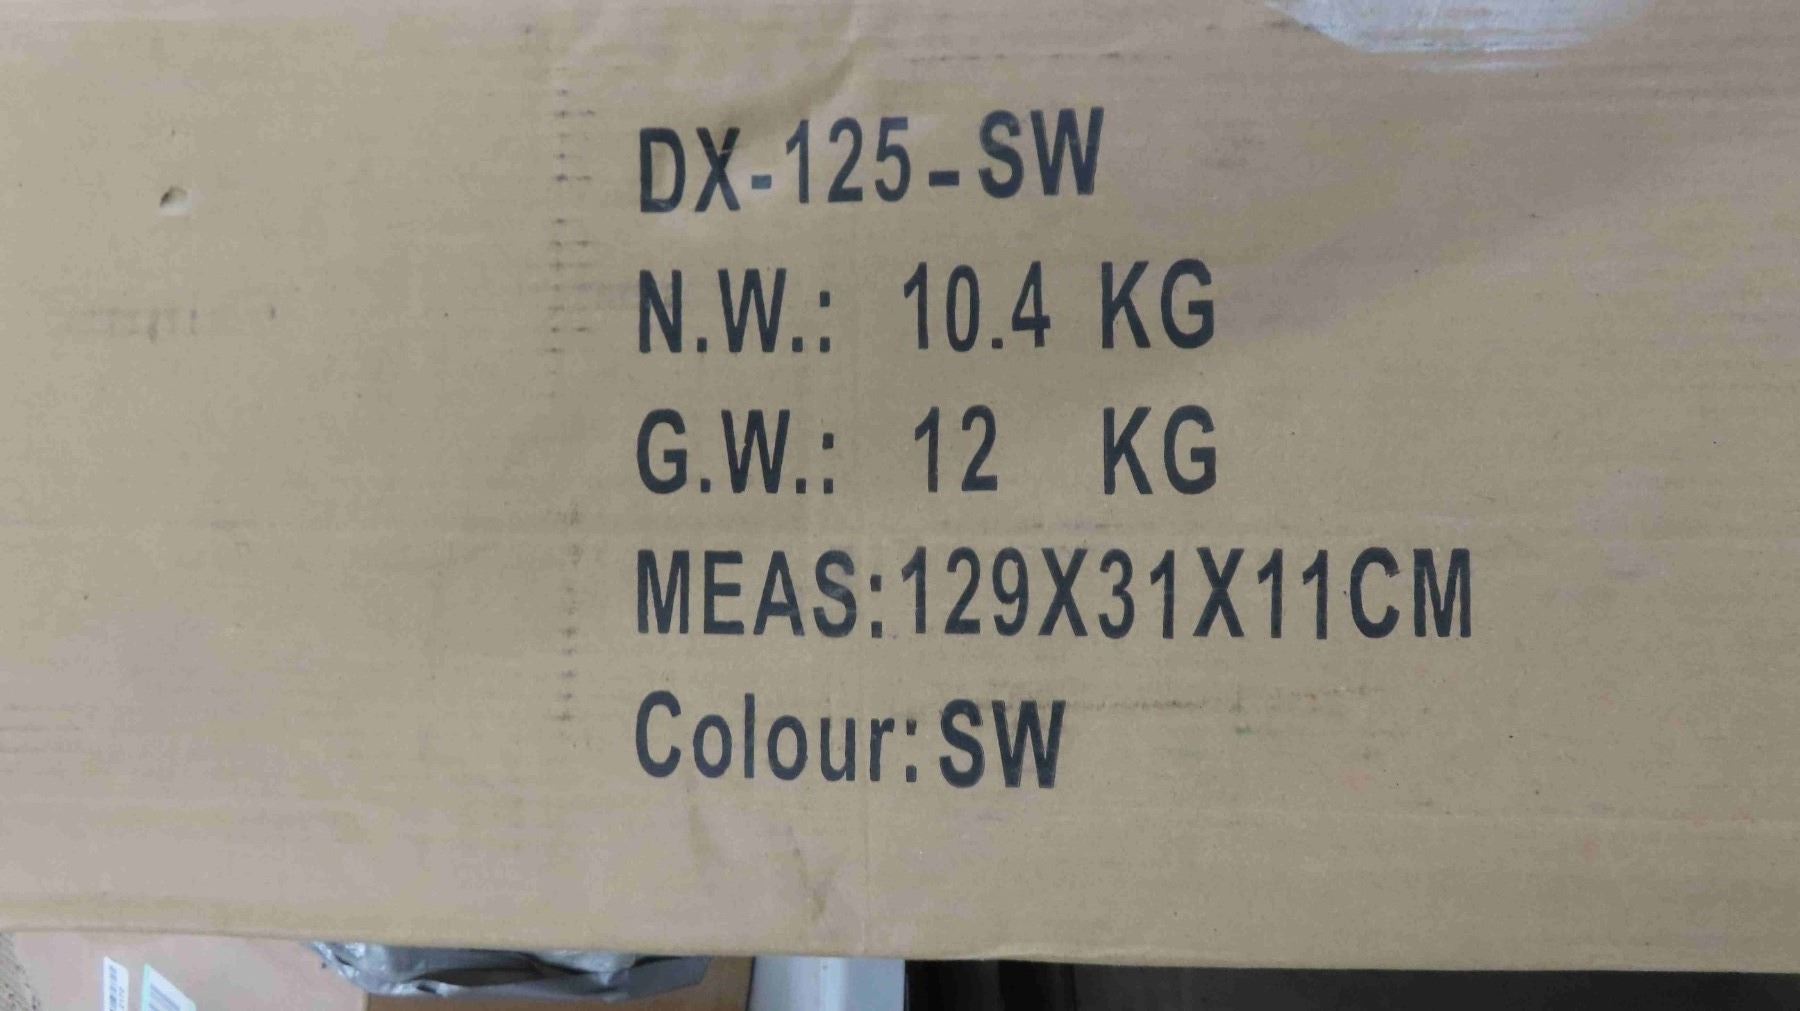 DX-125-SW
N.W.: 10.4 KG
G.W.: 12 KG
MEAS:129X31X11CM
Colour:SW